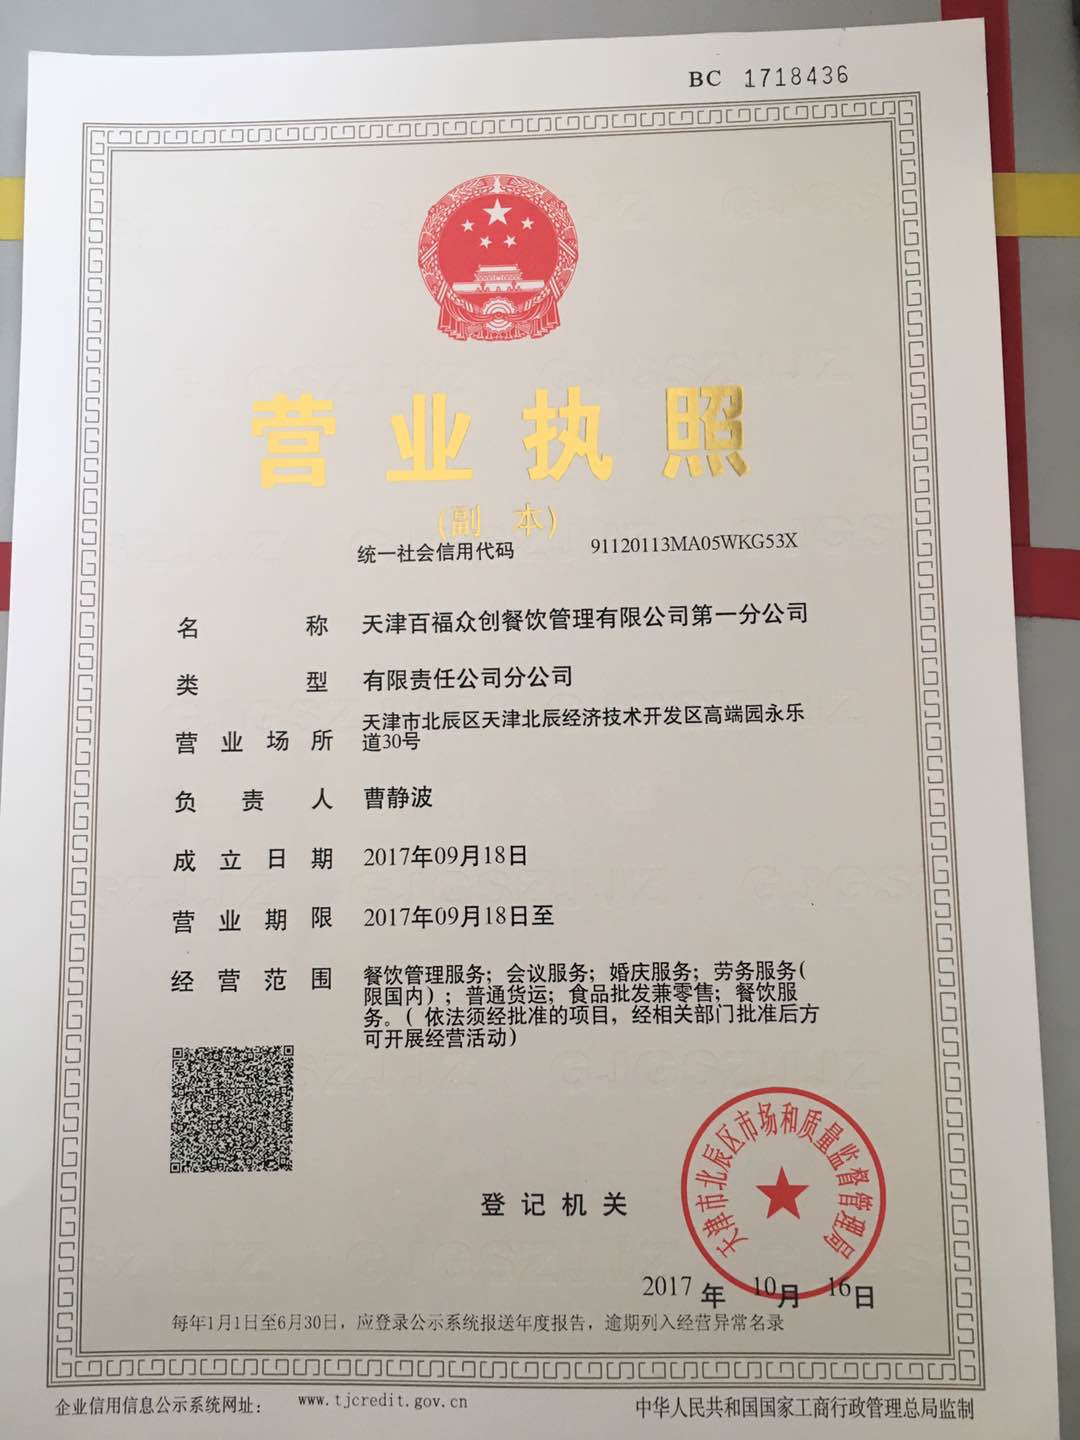 BC 1718436
营业执照
(副 本)
统一社会信用代码 91120113MA05WKG53X
名称 天津百福众创餐饮管理有限公司第一分公司
类型 有限责任公司分公司
营业场所 天津市北辰区天津北辰经济技术开发区高端园永乐
道30号
负责人 曹静波
成立日期 2017年09月18日
营业期限 2017年09月18日至
经营范围 餐饮管理服务；会议服务；婚庆服务；劳务服务(
限国内)；普通货运；食品批发兼零售；餐饮服
务。(依法须经批准的项目，经相关部门批准后方
可开展经营活动)
天津市北辰区市场和质量监督管理局
登记机关
2017年10月16日
每年1月1日至6月30日，应登录公示系统报送年度报告，逾期列入经营异常名录
企业信用信息公示系统网址： www.tjcredit.gov.cn 中华人民共和国国家工商行政管理总局监制